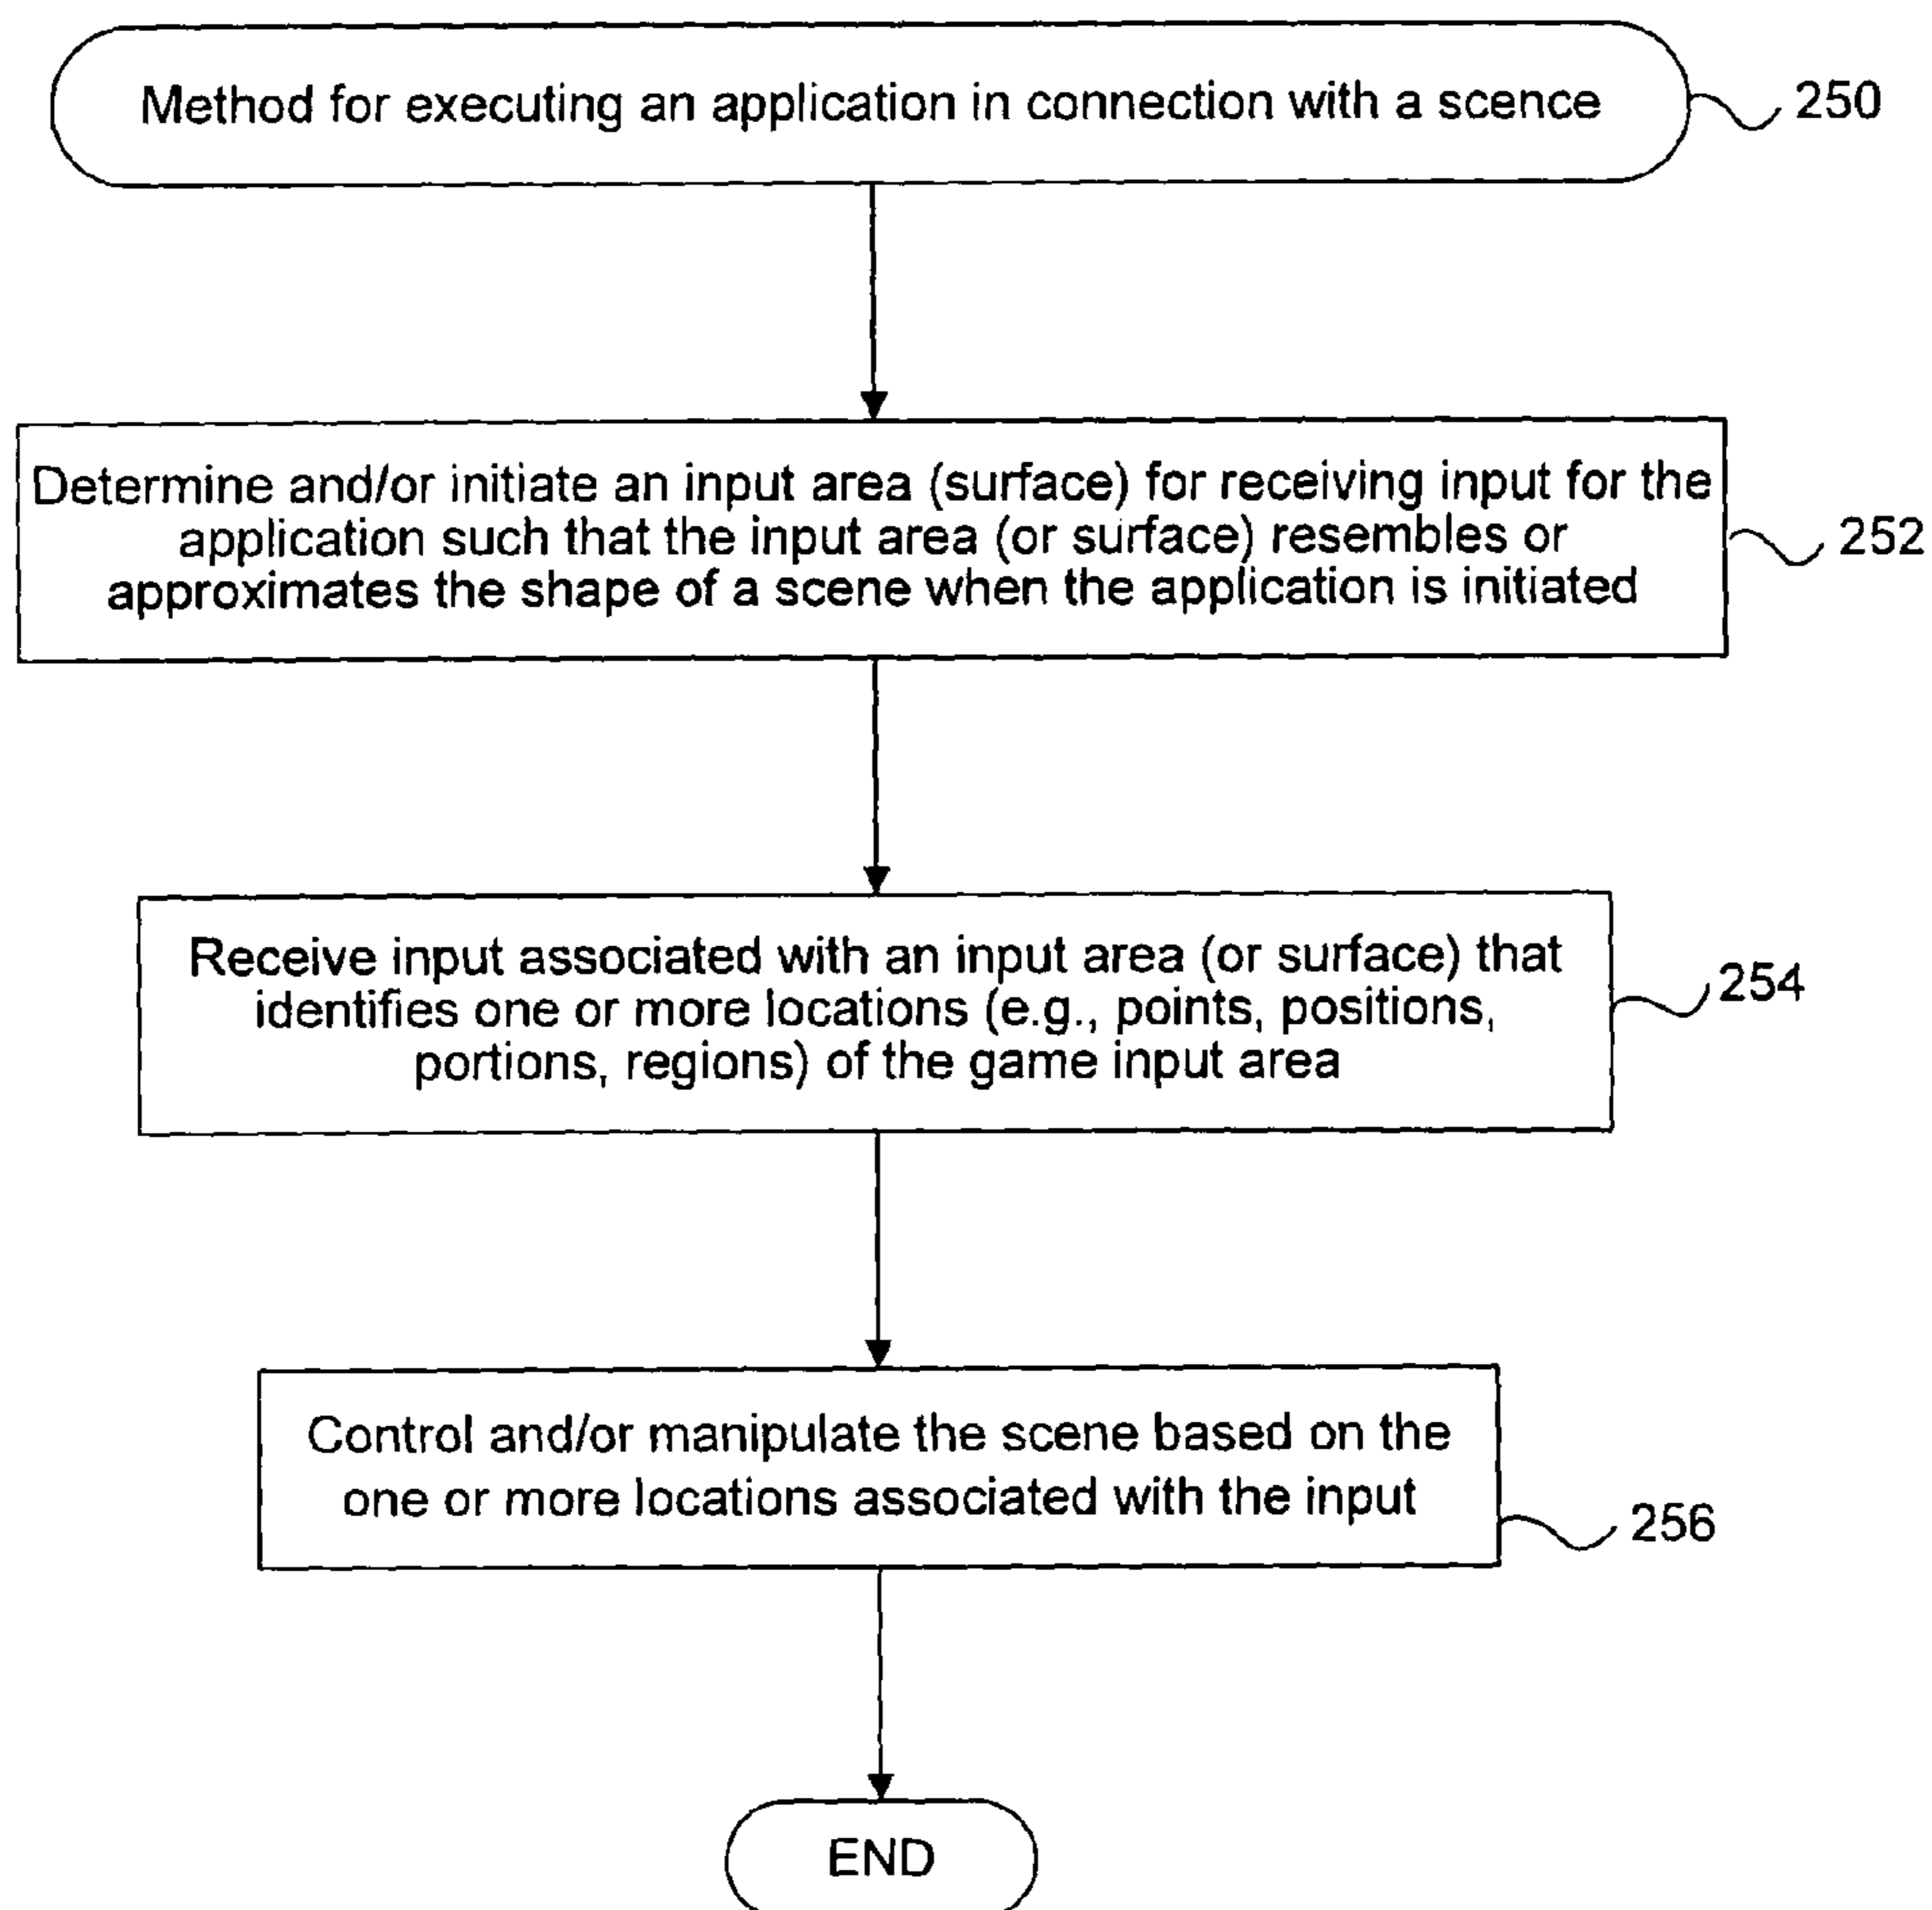 Method for executing an application in connection with a scence
250
Determine and/or initiate an input area (surface) for receiving input for the
application such that the input area (or surface) resembles or
approximates the shape of a scene when the application is initiated
252
Receive input associated with an input area (or surface) that
identifies one or more locations (e.g., points, positions,
portions, regions) of the game input area
254
Control and/or manipulate the scene based on the
one or more locations associated with the input
256
END